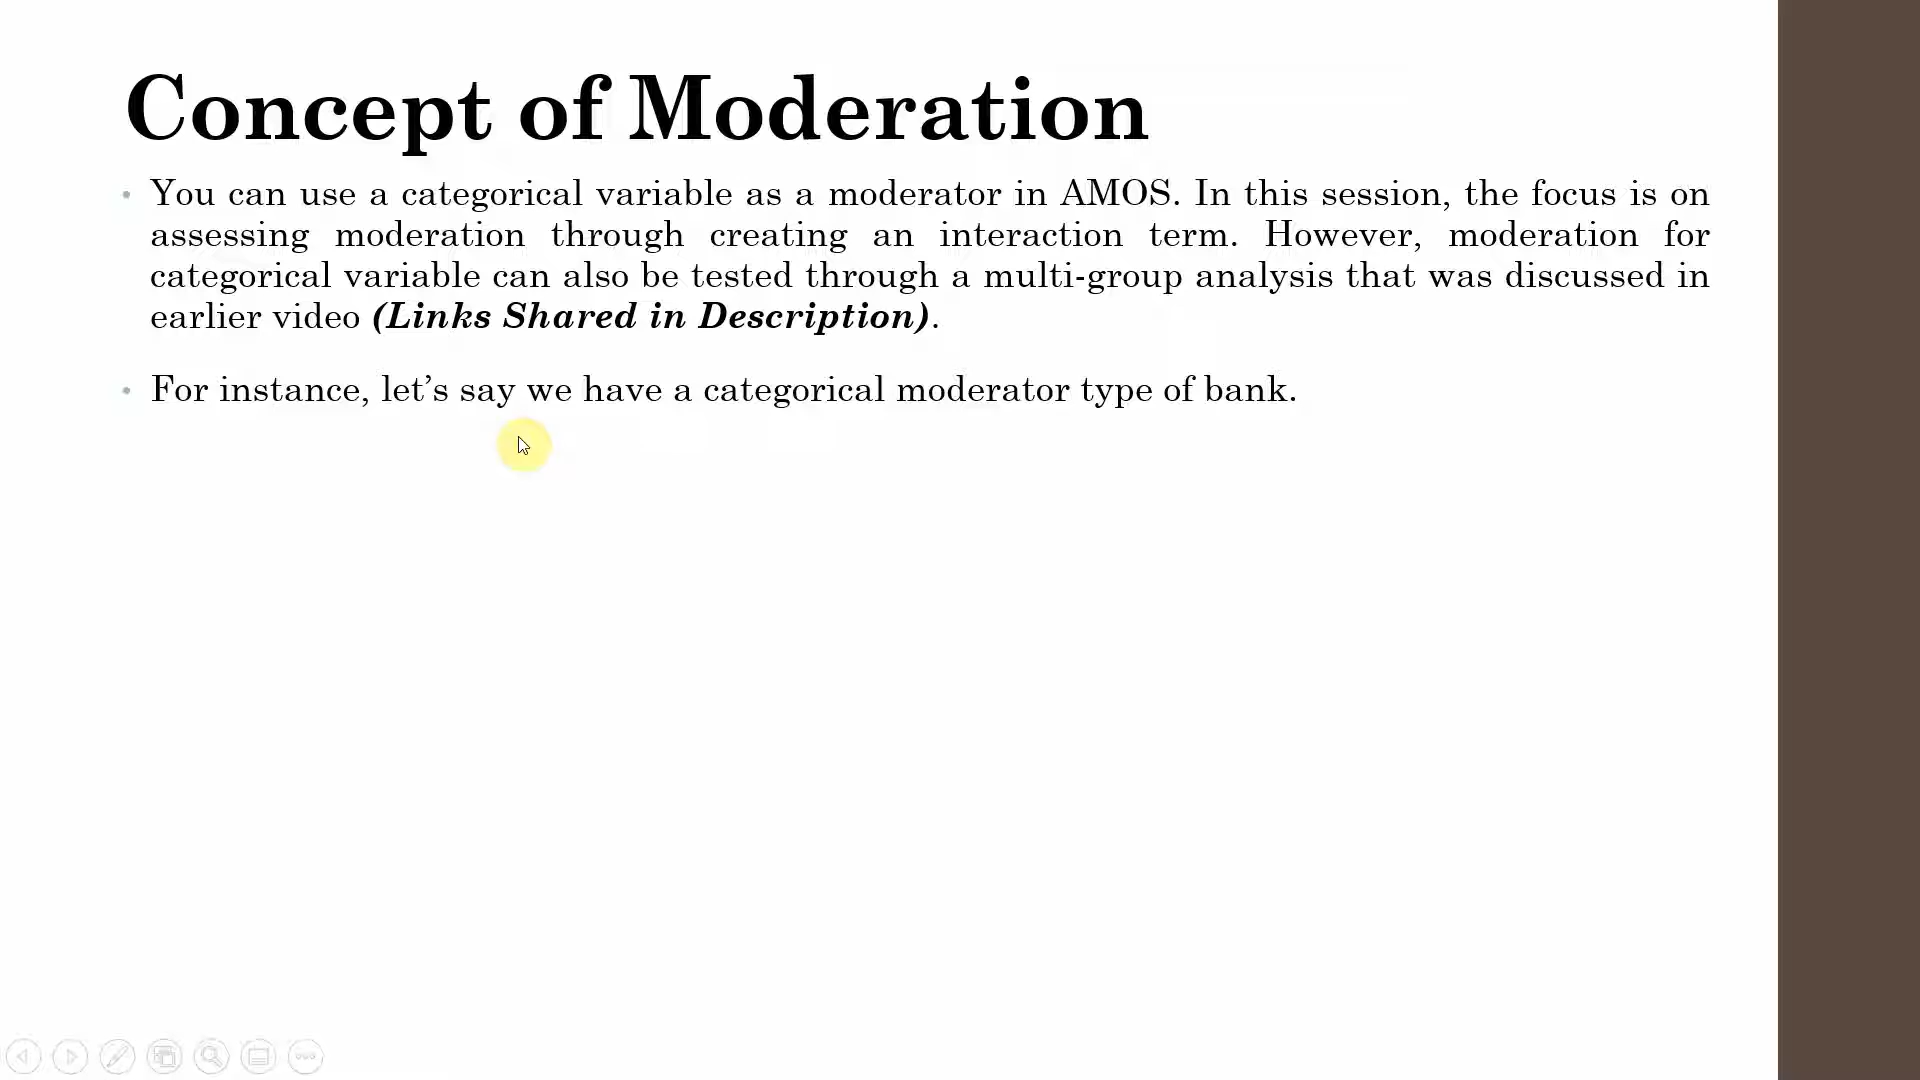 Concept of Moderation
• You can use a categorical variable as a moderator in AMOS. In this session, the focus is on
assessing moderation through creating an interaction term. However, moderation for
categorical variable can also be tested through a multi-group analysis that was discussed in
earlier video (Links Shared in Description).
• For instance, let’s say we have a categorical moderator type of bank.